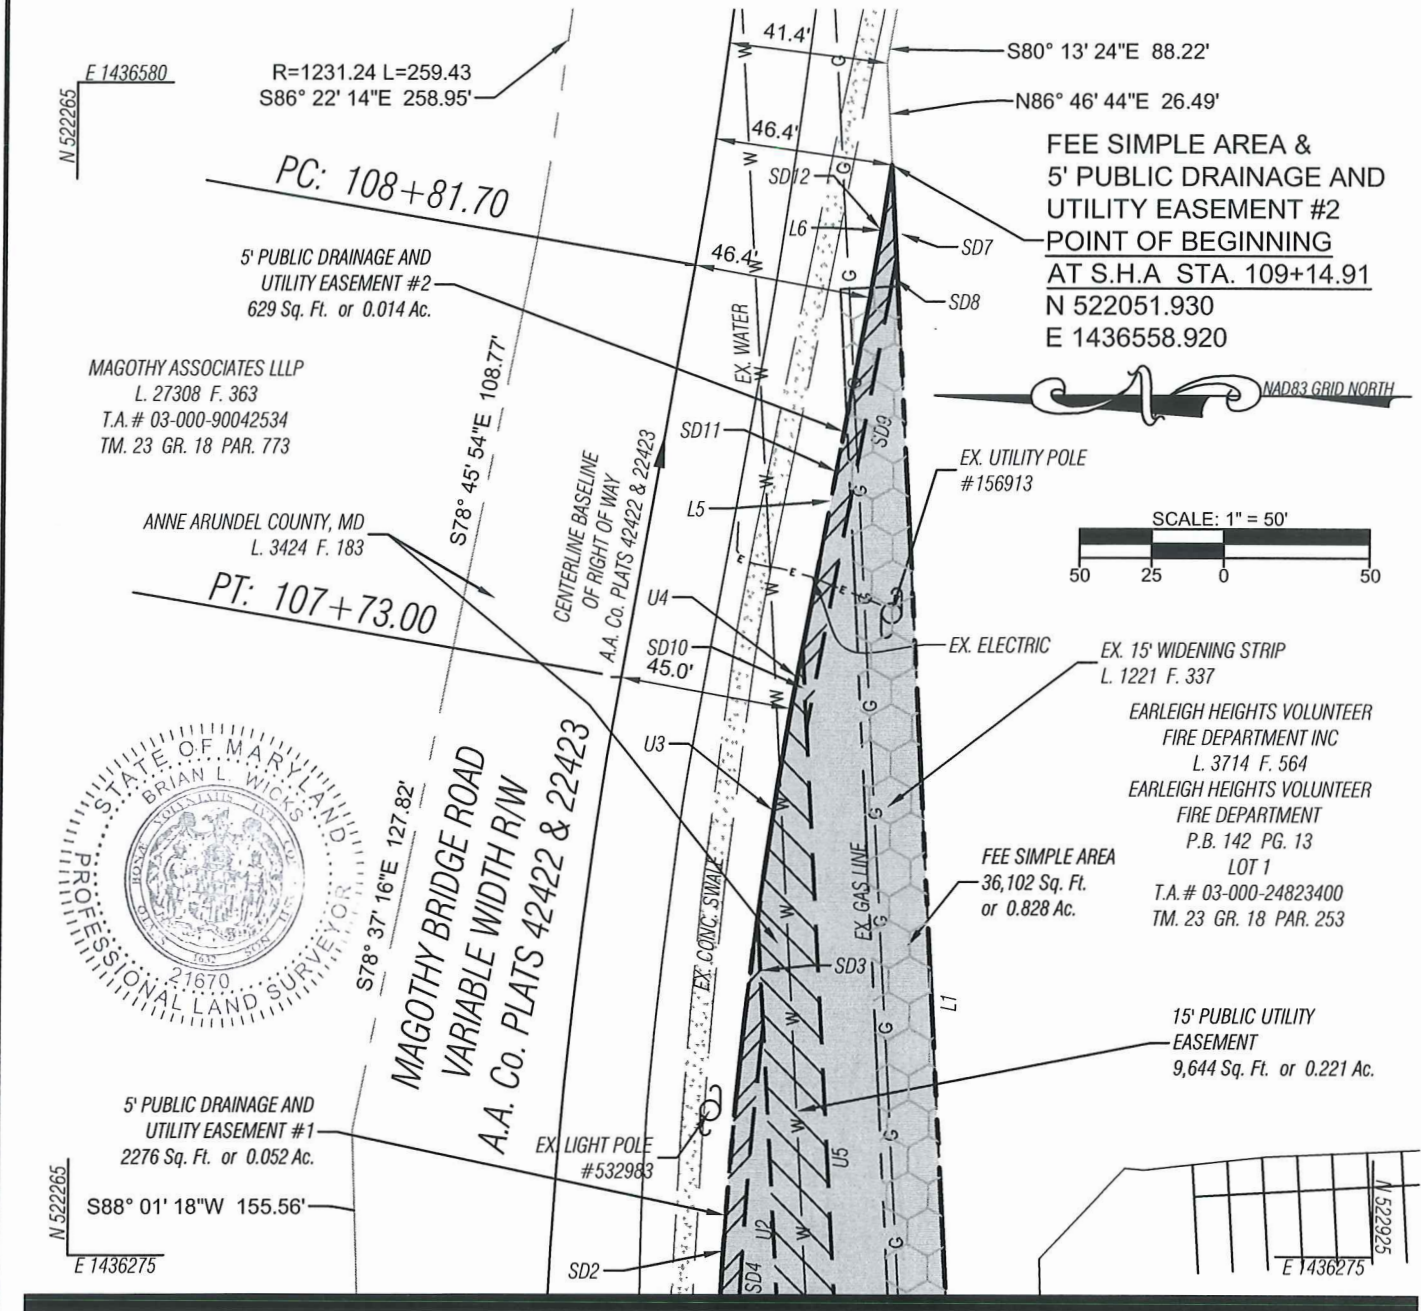 41.4'
S80° 13' 24"E 88.22'
E 1436580
N 522265
R=1231.24 L=259.43
S86° 22' 14"E 258.95'
N86° 46' 44"E 26.49'
46.4'
FEE SIMPLE AREA &
5' PUBLIC DRAINAGE AND
UTILITY EASEMENT #2
POINT OF BEGINNING
AT S.H.A STA. 109+14.91
N 522051.930
E 1436558.920
PC: 108+81.70
SD12
L6
SD7
46.4'
SD8
5' PUBLIC DRAINAGE AND
UTILITY EASEMENT #2
629 Sq. Ft. or 0.014 Ac.
EX. WATER
MAGOTHY ASSOCIATES LLLP
L. 27308 F. 363
T.A.# 03-000-90042534
TM. 23 GR. 18 PAR. 773
S78° 45' 54"E 108.77'
NAD83 GRID NORTH
SD11
SD9
EX. UTILITY POLE
#156913
CENTERLINE BASELINE
OF RIGHT OF WAY
A.A. Co. PLATS 42422 & 22423
L5
SCALE: 1" = 50'
50 25 0 50
ANNE ARUNDEL COUNTY, MD
L. 3424 F. 183
PT: 107+73.00
U4
SD10
45.0'
EX. ELECTRIC
EX. 15' WIDENING STRIP
L. 1221 F. 337
U3
EARLEIGH HEIGHTS VOLUNTEER
FIRE DEPARTMENT INC
L. 3714 F. 564
EARLEIGH HEIGHTS VOLUNTEER
FIRE DEPARTMENT
P.B. 142 PG. 13
LOT 1
T.A.# 03-000-24823400
TM. 23 GR. 18 PAR. 253
STATE OF MARYLAND
BRIAN L. WICKS
1632
21670
PROFESSIONAL LAND SURVEYOR
S78° 37' 16"E 127.82'
MAGOTHY BRIDGE ROAD
VARIABLE WIDTH R/W
A.A. Co. PLATS 42422 & 22423
EX. CONC. SWALE
EX. GAS LINE
FEE SIMPLE AREA
36,102 Sq. Ft.
or 0.828 Ac.
SD3
L1
15' PUBLIC UTILITY
EASEMENT
9,644 Sq. Ft. or 0.221 Ac.
5' PUBLIC DRAINAGE AND
UTILITY EASEMENT #1
2276 Sq. Ft. or 0.052 Ac.
EX. LIGHT POLE
#532983
U5
S88° 01' 18"W 155.56'
N 522265
E 1436275
U2
SD2
SD4
N 522925
E 1436275